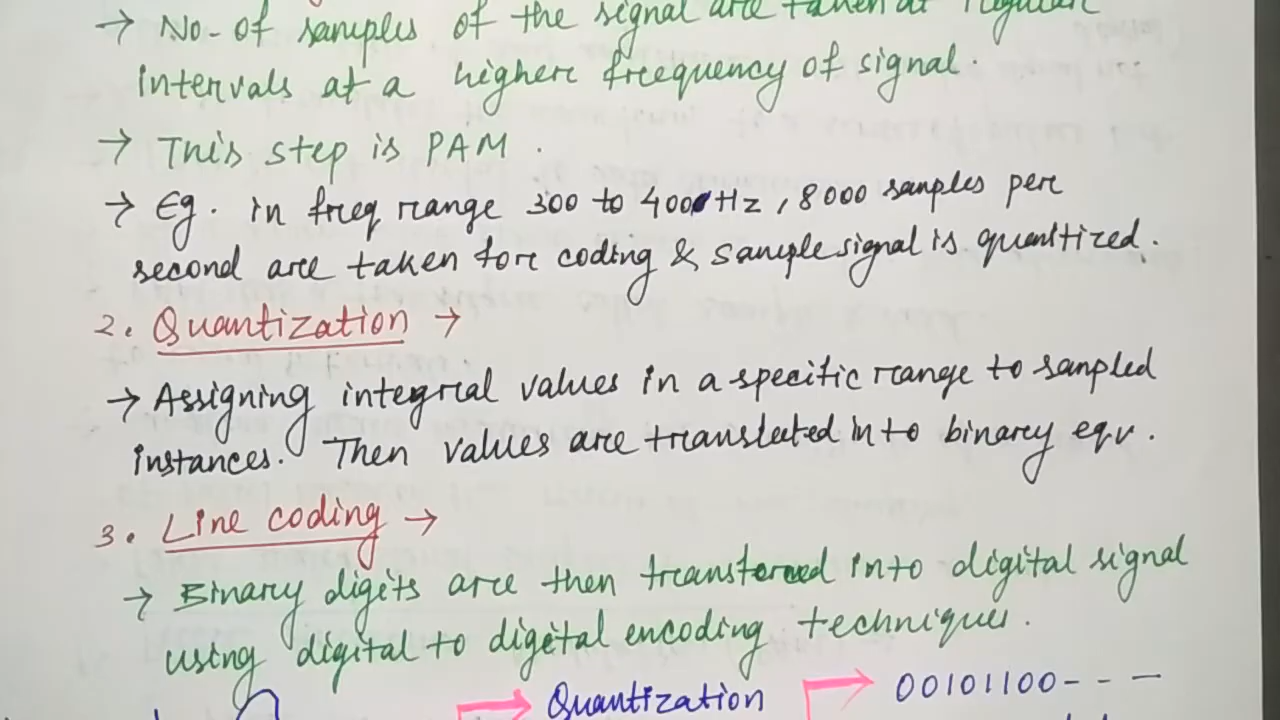 → No. of samples of the signal are taken at regular
intervals at a higher frequency of signal.
→ This step is PAM.
→ Eg. in freq range 300 to 4000Hz, 8000 samples per
second are taken for coding & sample signal is quantized.
2. Quantization →
→ Assigning integral values in a specific range to sampled
instances. Then values are translated into binary eqv.
3. Line coding →
→ Binary digits are then transformed into digital signal
using digital to digital encoding techniques.
Quantization 00101100- - -